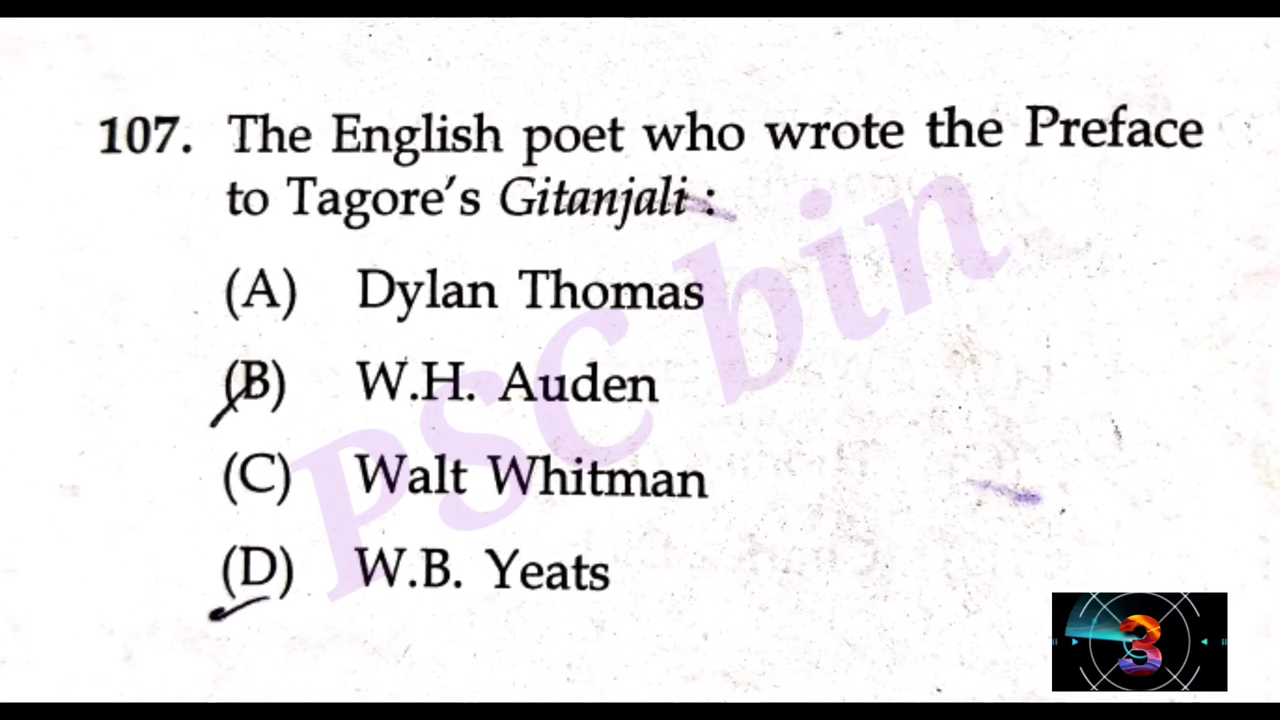 107. The English poet who wrote the Preface
to Tagore's Gitanjali :
(A) Dylan Thomas
(B) W.H. Auden
(C) Walt Whitman
(D) W.B. Yeats
PSC bin
3